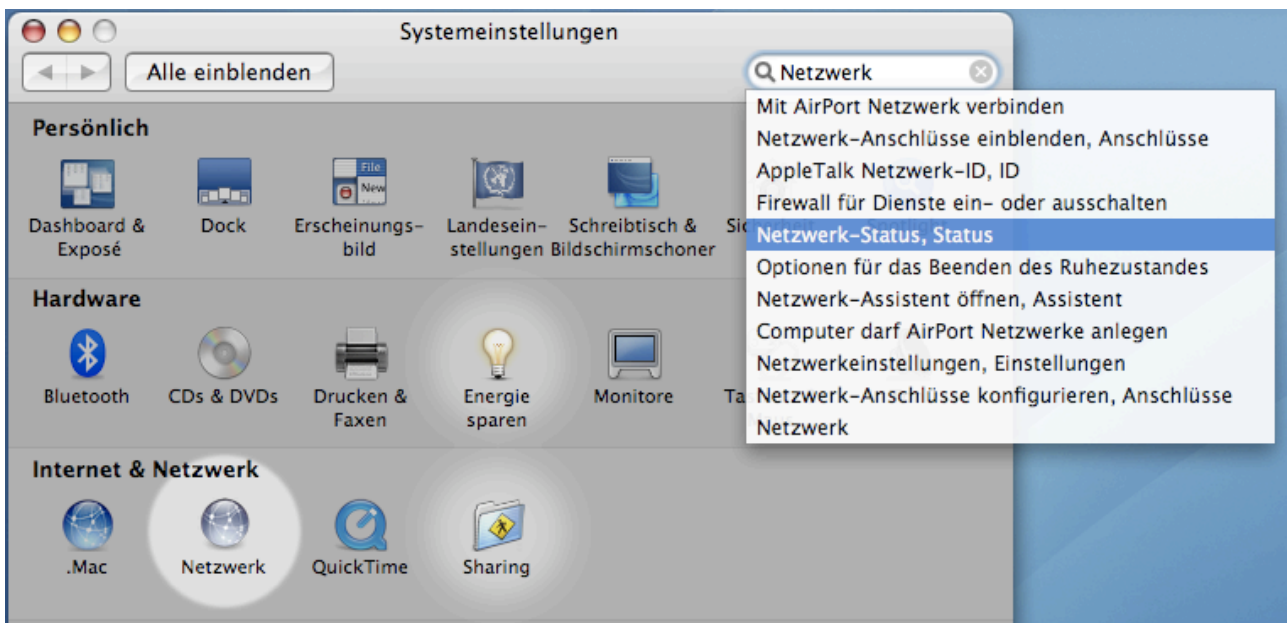 Systemeinstellungen
Alle einblenden
Netzwerk
Mit AirPort Netzwerk verbinden
Netzwerk-Anschlüsse einblenden, Anschlüsse
AppleTalk Netzwerk-ID, ID
Firewall für Dienste ein- oder ausschalten
Netzwerk-Status, Status
Optionen für das Beenden des Ruhezustandes
Netzwerk-Assistent öffnen, Assistent
Computer darf AirPort Netzwerke anlegen
Netzwerkeinstellungen, Einstellungen
Netzwerk-Anschlüsse konfigurieren, Anschlüsse
Netzwerk
Persönlich
File
New
Dashboard &
Exposé
Dock
Erscheinungs-
bild
Landesein-
stellungen
Schreibtisch &
Bildschirmschoner
Hardware
Bluetooth
CDs & DVDs
Drucken &
Faxen
Energie
sparen
Monitore
Internet & Netzwerk
.Mac
Netzwerk
QuickTime
Sharing